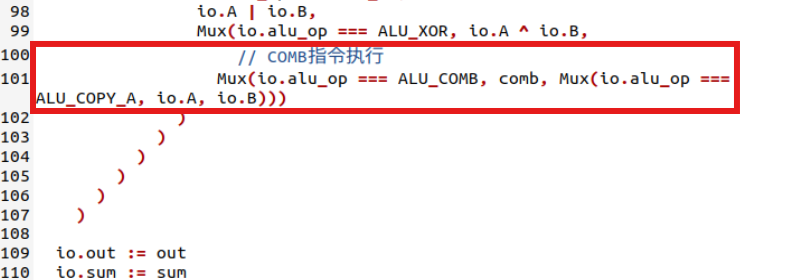 98 io.A | io.B,
99 Mux(io.alu_op === ALU_XOR, io.A ^ io.B,
100 // COMB指令执行
101 Mux(io.alu_op === ALU_COMB, comb, Mux(io.alu_op ===
ALU_COPY_A, io.A, io.B)))
102 )
103 )
104 )
105 )
106 )
107 )
108
109 io.out := out
110 io.sum := sum